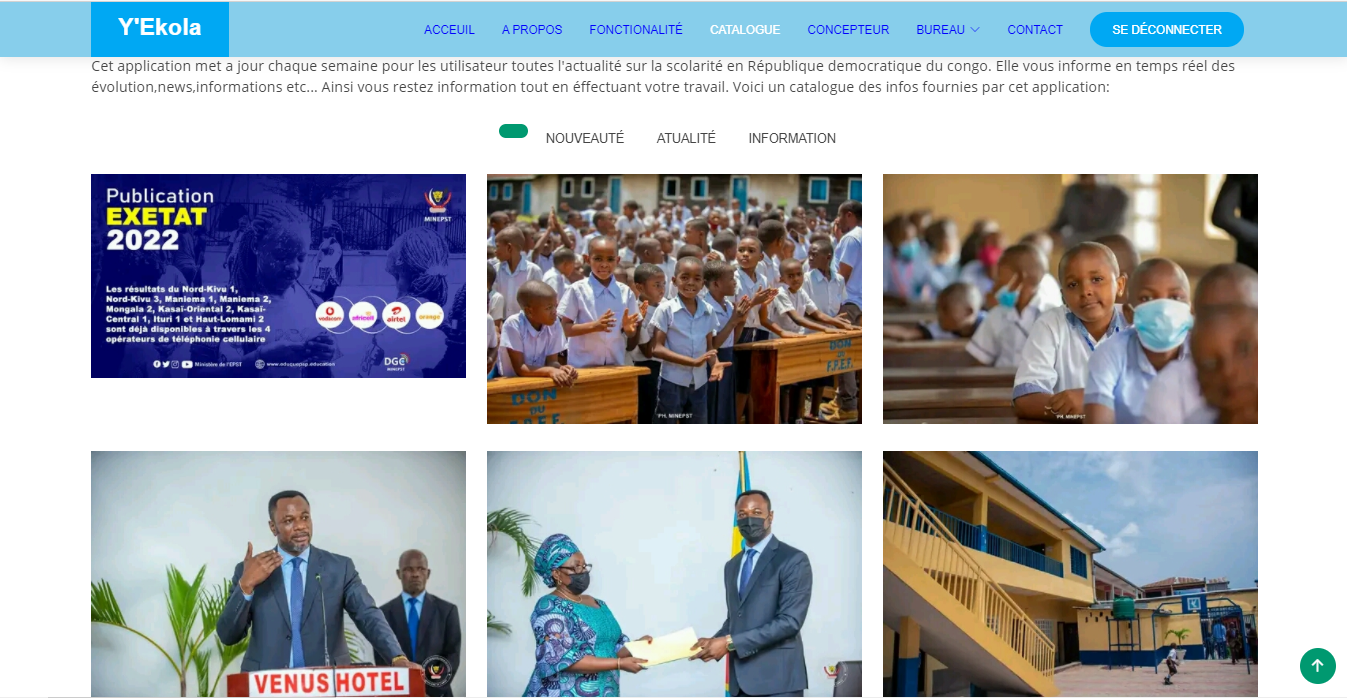 Y'Ekola
ACCEUIL A PROPOS FONCTIONALITÉ CATALOGUE CONCEPTEUR BUREAU CONTACT SE DÉCONNECTER
Cet application met a jour chaque semaine pour les utilisateur toutes l'actualité sur la scolarité en République democratique du congo. Elle vous informe en temps réel des
évolution,news,informations etc... Ainsi vous restez information tout en éffectuant votre travail. Voici un catalogue des infos fournies par cet application:
NOUVEAUTÉ ATUALITÉ INFORMATION
Publication
EXETAT
2022
MINEPST
Les résultats du Nord-Kivu 1,
Nord-Kivu 3, Maniema 1, Maniema 2,
Mongala 2, Kasaï-Oriental 2, Kasaï-
Central 1, Ituri 1 et Haut-Lomami 2
sont déjà disponibles à travers les 4
opérateurs de téléphonie cellulaire
vodacom africell airtel orange
Ministère de l'EPST
DGC
MINEPST
DON
DU
F.P.E.F.
DON
DU
F.P.E.F.
PH. MINEPST
PH. MINEPST
VENUS HOTEL